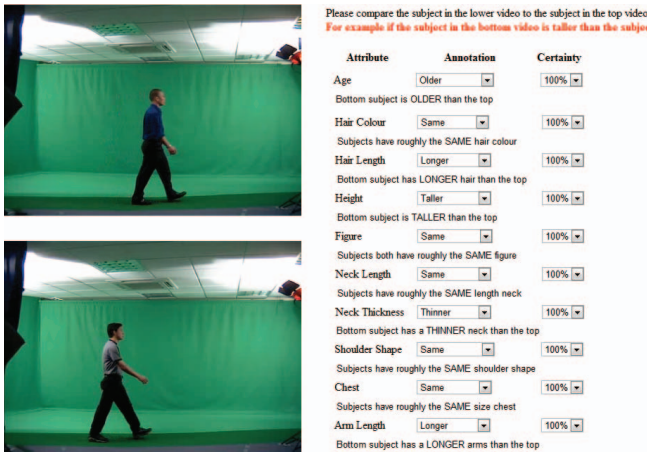 Please compare the subject in the lower video to the subject in the top video
For example if the subject in the bottom video is taller than the
Attribute Annotation Certainty
Age Older 100%
Bottom subject is OLDER than the top
Hair Colour Same 100%
Subjects have roughly the SAME hair colour
Hair Length Longer 100%
Bottom subject has LONGER hair than the top
Height Taller 100%
Bottom subject is TALLER than the top
Figure Same 100%
Subjects both have roughly the SAME figure
Neck Length Same 100%
Subjects have roughly the SAME length neck
Neck Thickness Thinner 100%
Bottom subject has a THINNER neck than the top
Shoulder Shape Same 100%
Subjects have roughly the SAME shoulder shape
Chest Same 100%
Subjects have roughly the SAME size chest
Arm Length Longer 100%
Bottom subject has a LONGER arms than the top